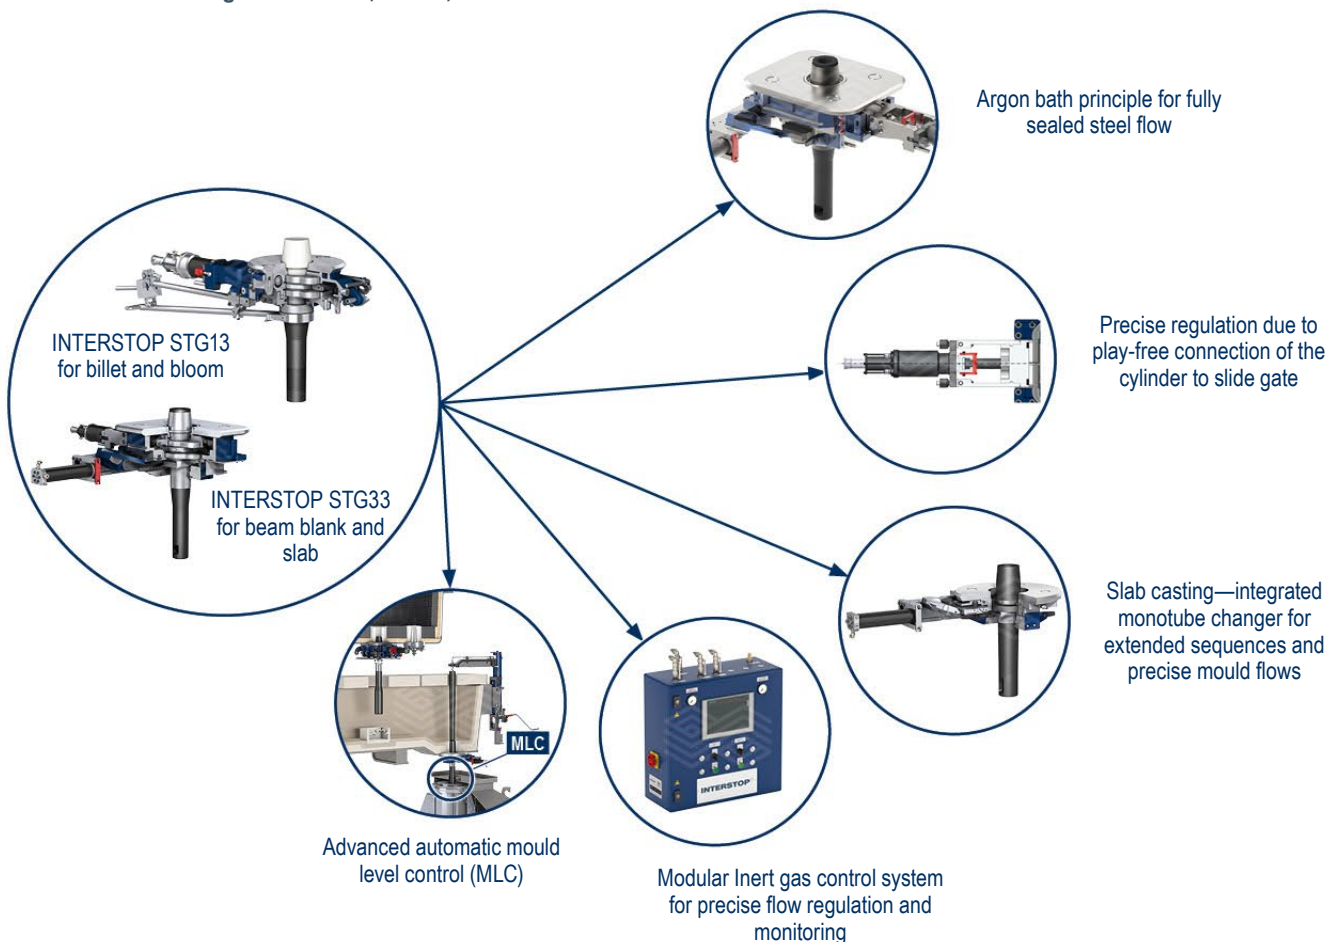 Argon bath principle for fully
sealed steel flow
INTERSTOP STG13
for billet and bloom
Precise regulation due to
play-free connection of the
cylinder to slide gate
INTERSTOP STG33
for beam blank and
slab
Slab casting—integrated
monotube changer for
extended sequences and
precise mould flows
MLC
INTERSTOP
Advanced automatic mould
level control (MLC)
Modular Inert gas control system
for precise flow regulation and
monitoring